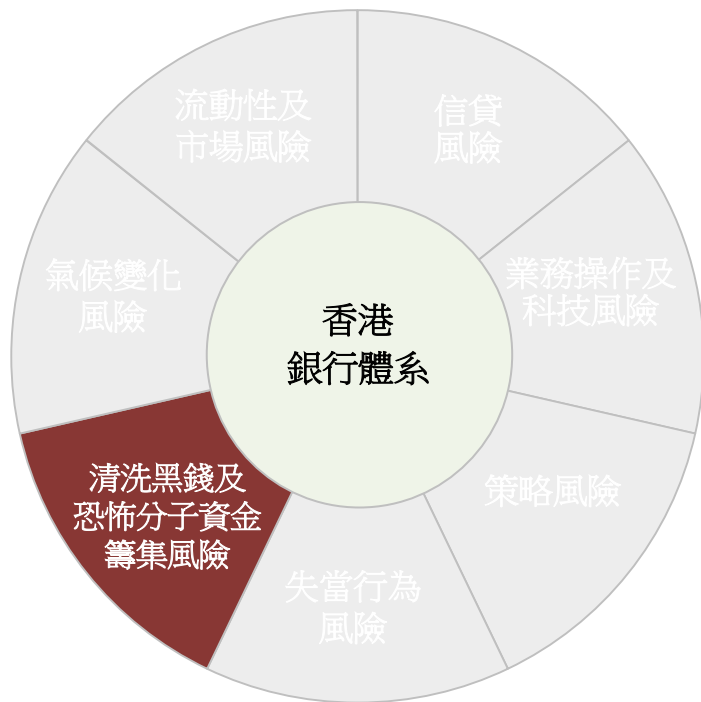 流動性及
市場風險
信貸
風險
氣候變化
風險
業務操作及
科技風險
香港
銀行體系
清洗黑錢及
恐怖分子資金
籌集風險
策略風險
失當行為
風險